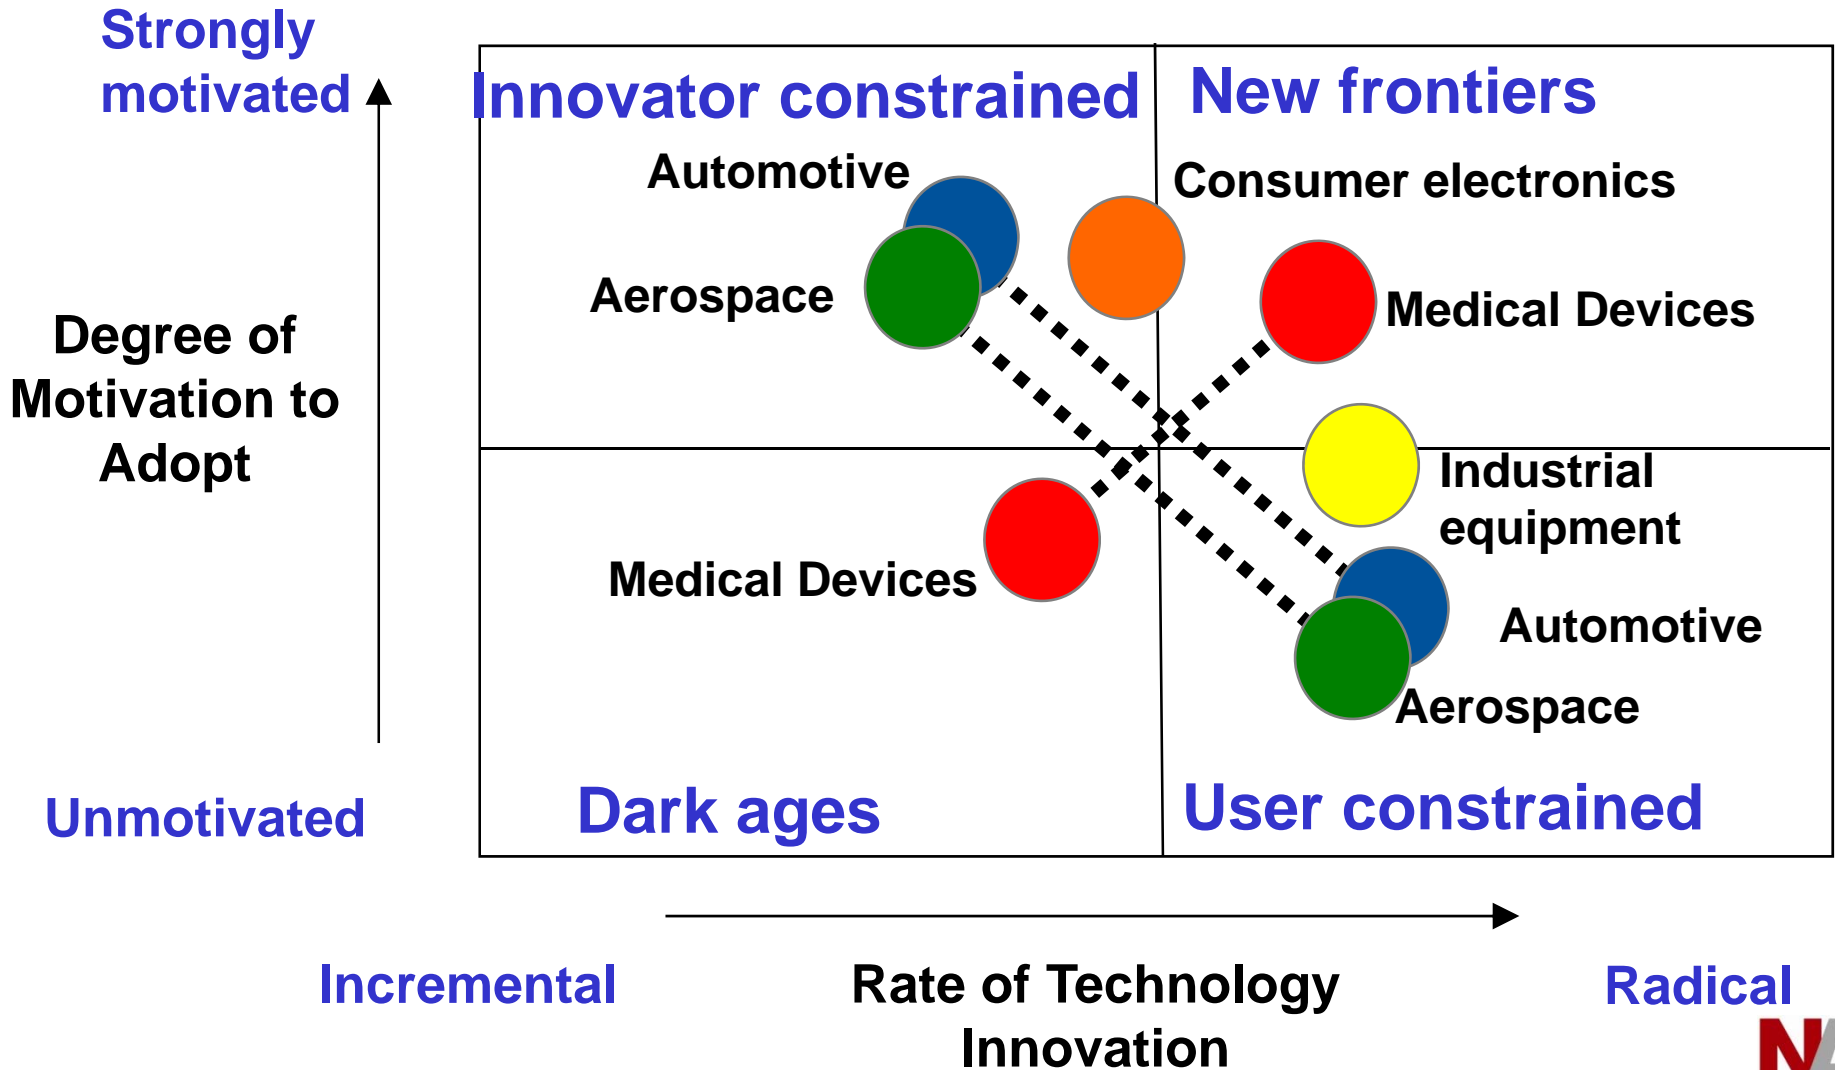 Strongly
motivated
Innovator constrained
New frontiers
Automotive
Consumer electronics
Aerospace
Medical Devices
Degree of
Motivation to
Adopt
Industrial
equipment
Medical Devices
Automotive
Aerospace
Unmotivated
Dark ages
User constrained
Incremental
Rate of Technology
Innovation
Radical